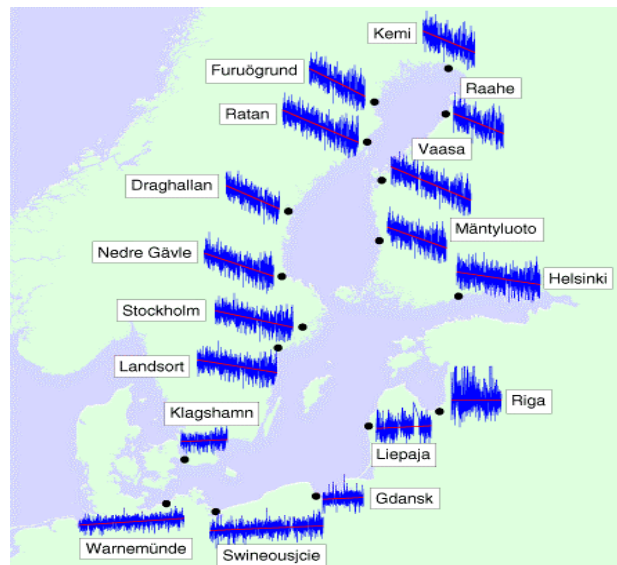 Kemi
Furuögrund
Raahe
Ratan
Vaasa
Draghallan
Mäntyluoto
Nedre Gävle
Helsinki
Stockholm
Landsort
Riga
Klagshamn
Liepaja
Gdansk
Warnemünde
Swineousjcie